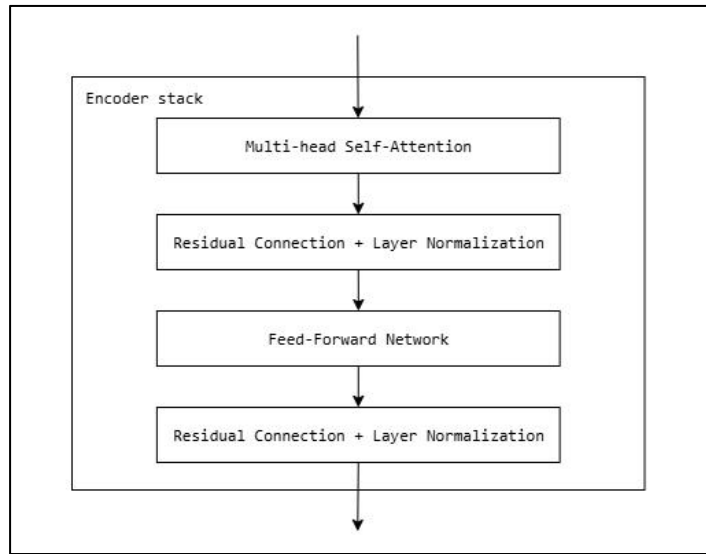 Encoder stack
Multi-head Self-Attention
Residual Connection + Layer Normalization
Feed-Forward Network
Residual Connection + Layer Normalization